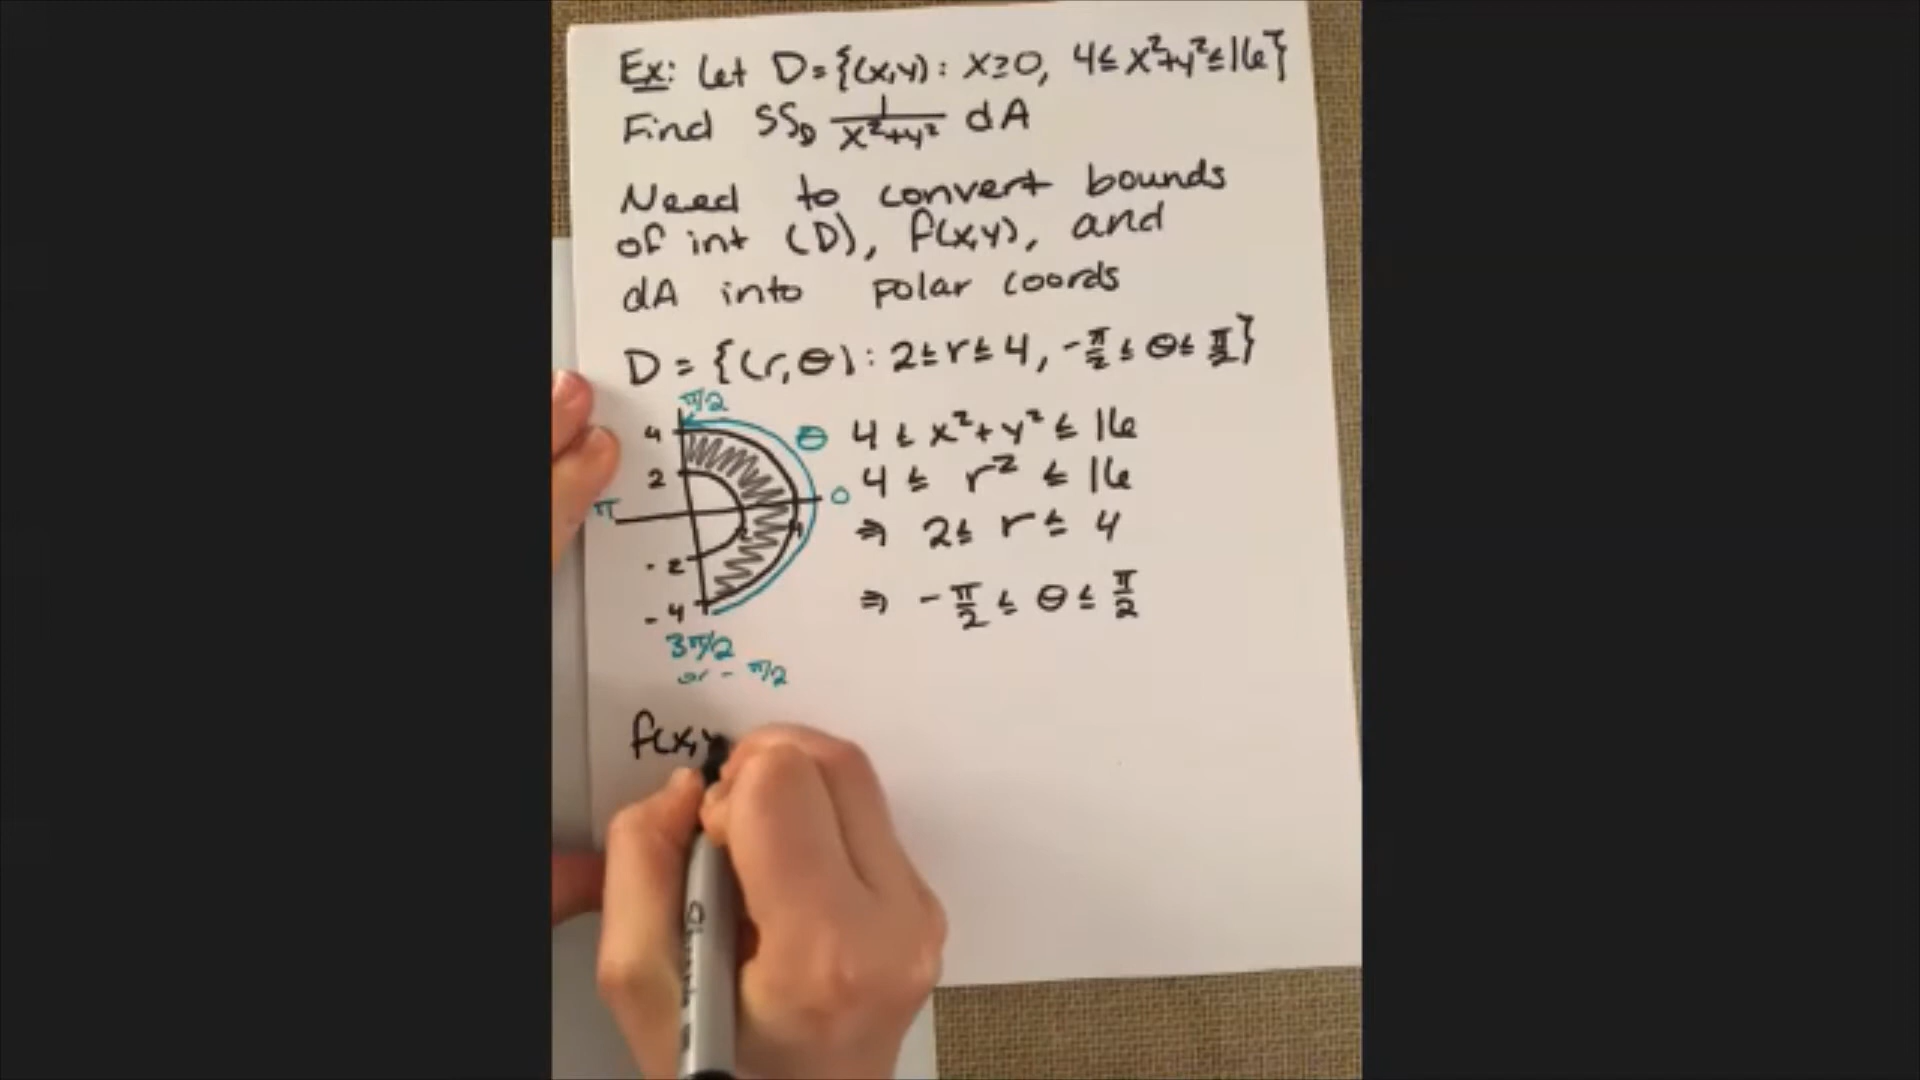 Ex: Let D = {(x,y) : x ≥ 0, 4 ≤ x²+y² ≤ 16}
Find SS_D 1/(x²+y²) dA
Need to convert bounds
of int (D), f(x,y), and
dA into polar coords
D = {(r,θ) : 2 ≤ r ≤ 4, -π/2 ≤ θ ≤ π/2}
π/2
4
θ
2
0
π
4
-2
-4
3π/2
or -π/2
4 ≤ x² + y² ≤ 16
4 ≤ r² ≤ 16
⇒ 2 ≤ r ≤ 4
⇒ -π/2 ≤ θ ≤ π/2
f(x,y